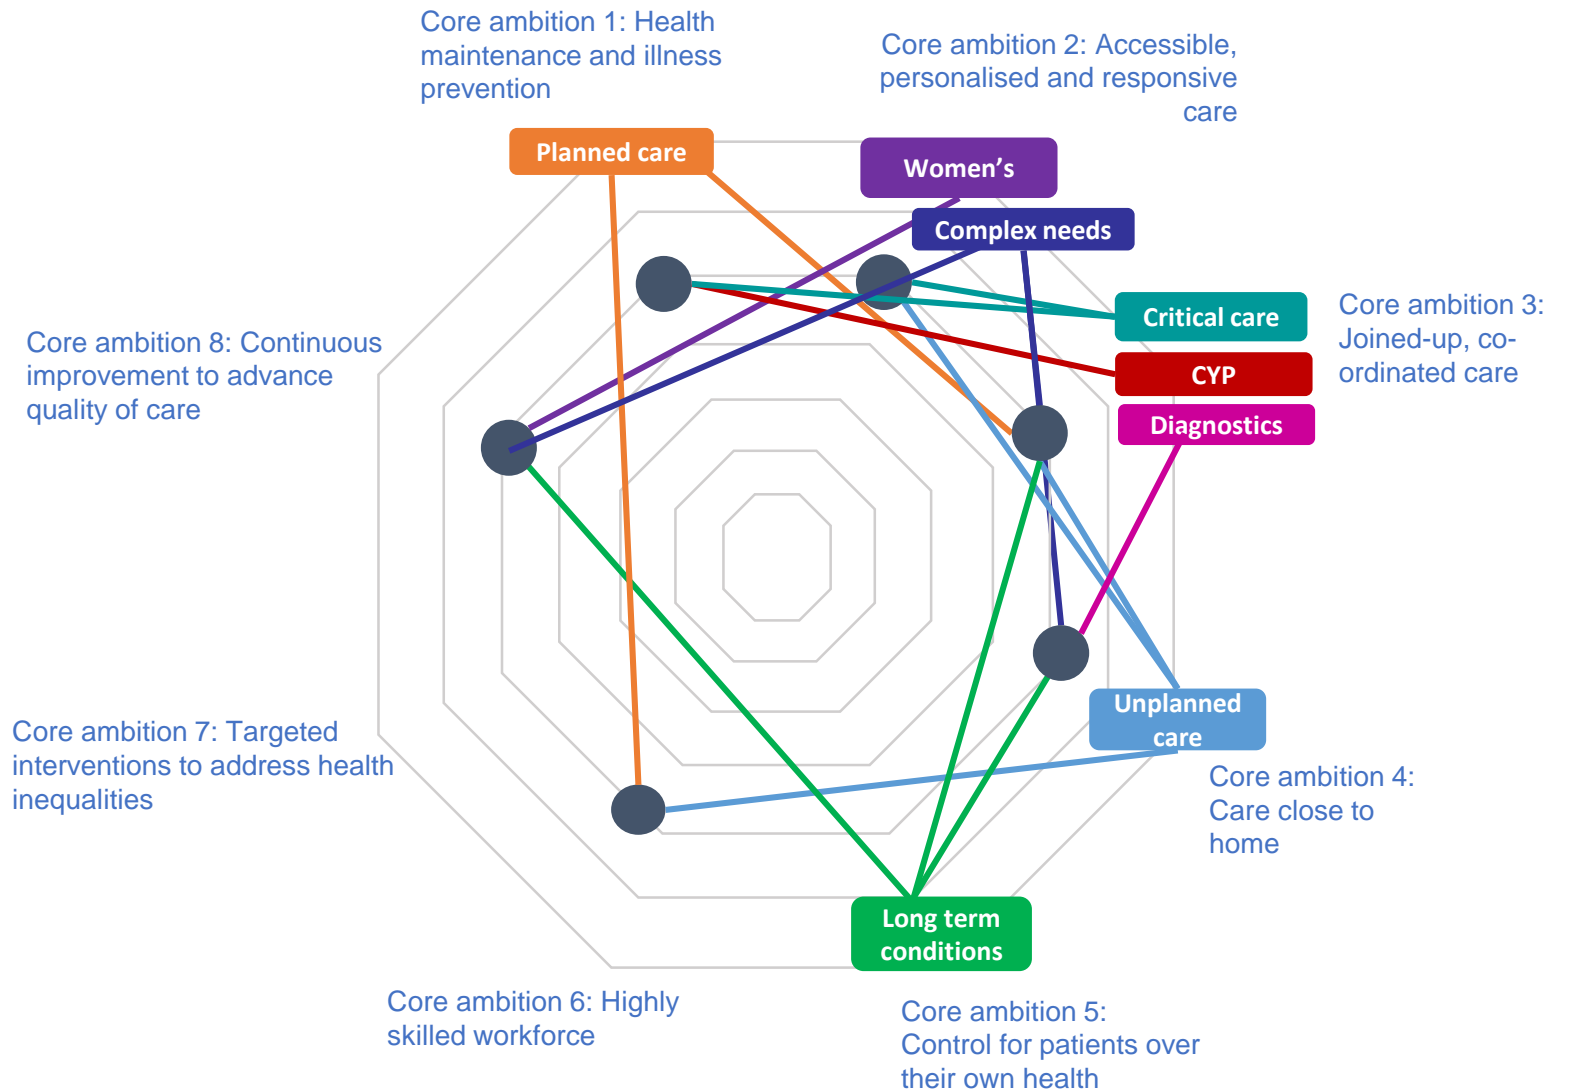 Core ambition 1: Health
maintenance and illness
prevention
Core ambition 2: Accessible,
personalised and responsive
care
Planned care
Women’s
Complex needs
Critical care
CYP
Diagnostics
Core ambition 3:
Joined-up, co-
ordinated care
Core ambition 8: Continuous
improvement to advance
quality of care
Unplanned
care
Core ambition 7: Targeted
interventions to address health
inequalities
Core ambition 4:
Care close to
home
Long term
conditions
Core ambition 6: Highly
skilled workforce
Core ambition 5:
Control for patients over
their own health